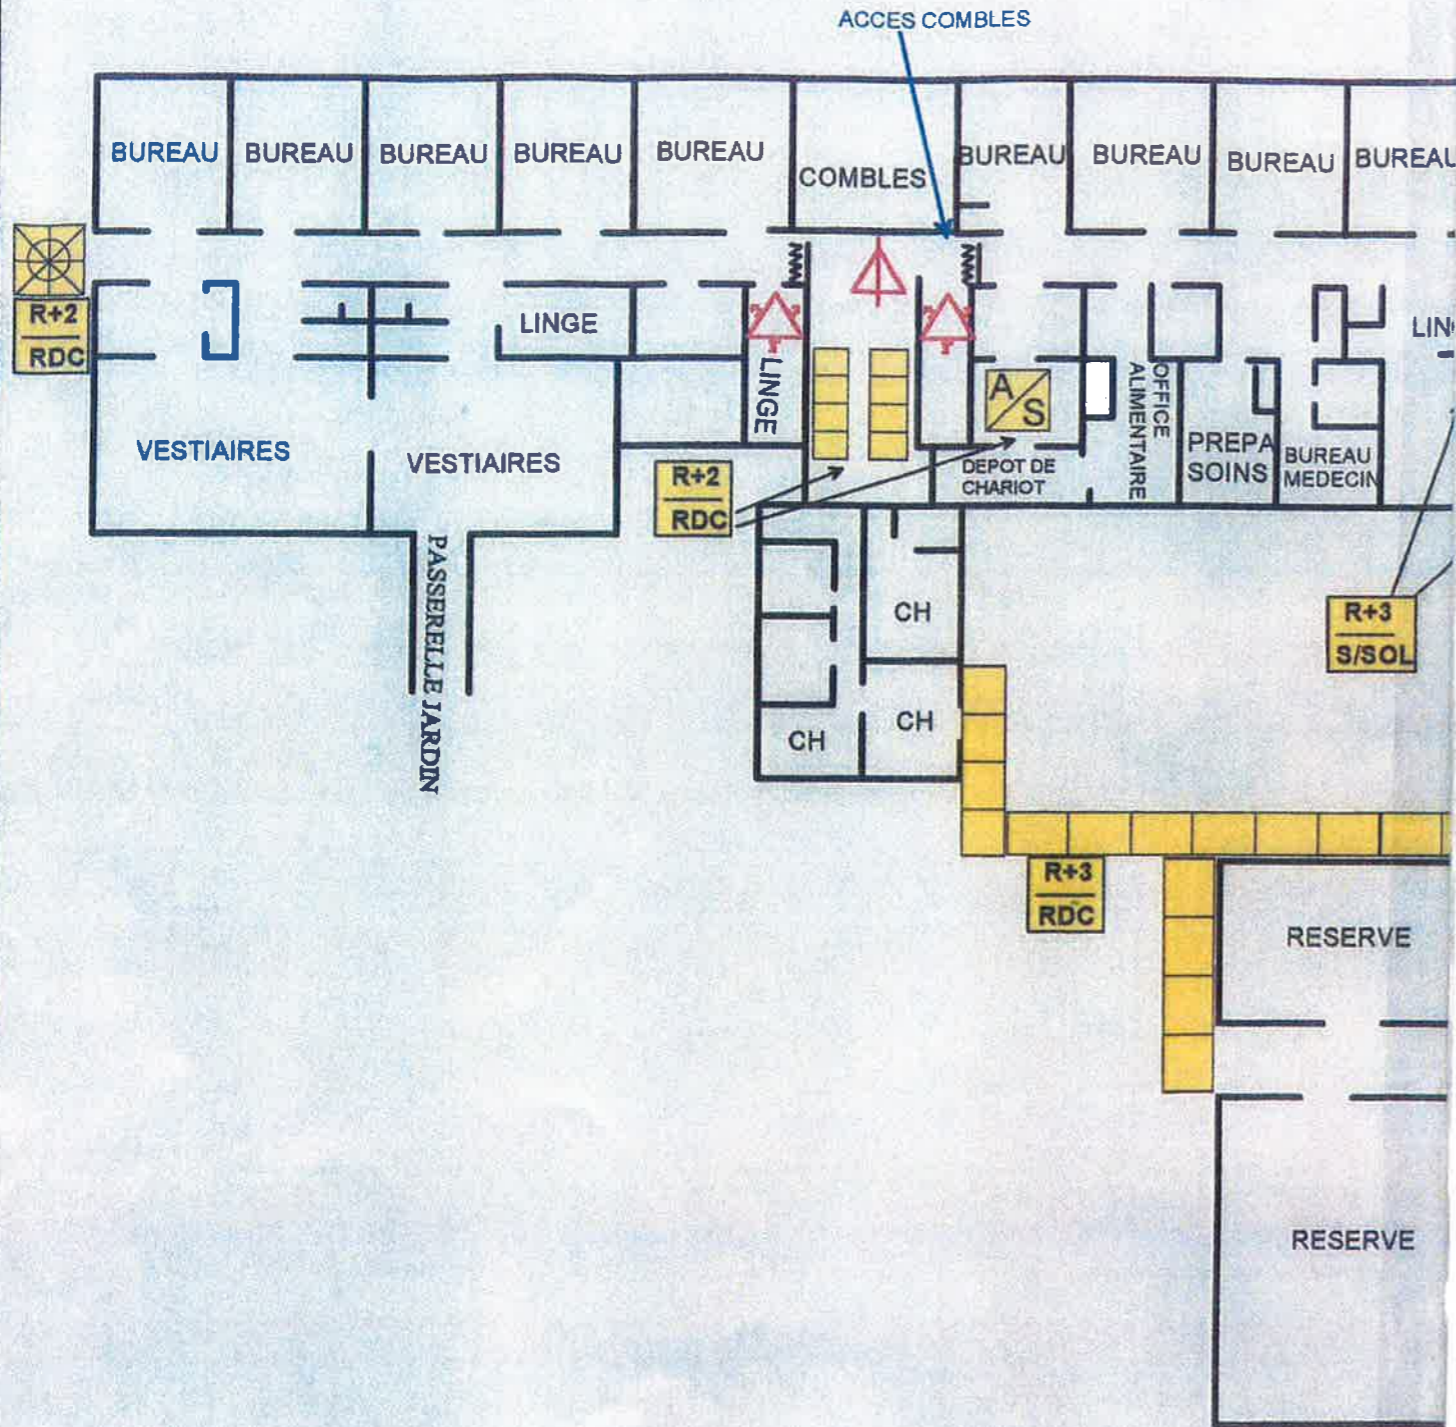 ACCES COMBLES
BUREAU
BUREAU
BUREAU
BUREAU
BUREAU
COMBLES
BUREAU
BUREAU
BUREAU
BUREAU
R+2
RDC
LINGE
LINGE
A/S
OFFICE
ALIMENTAIRE
VESTIAIRES
VESTIAIRES
R+2
RDC
DEPOT DE
CHARIOT
PREPA
SOINS
BUREAU
MEDECIN
PASSERELLE JARDIN
CH
CH
CH
R+3
S/SOL
R+3
RDC
RESERVE
RESERVE